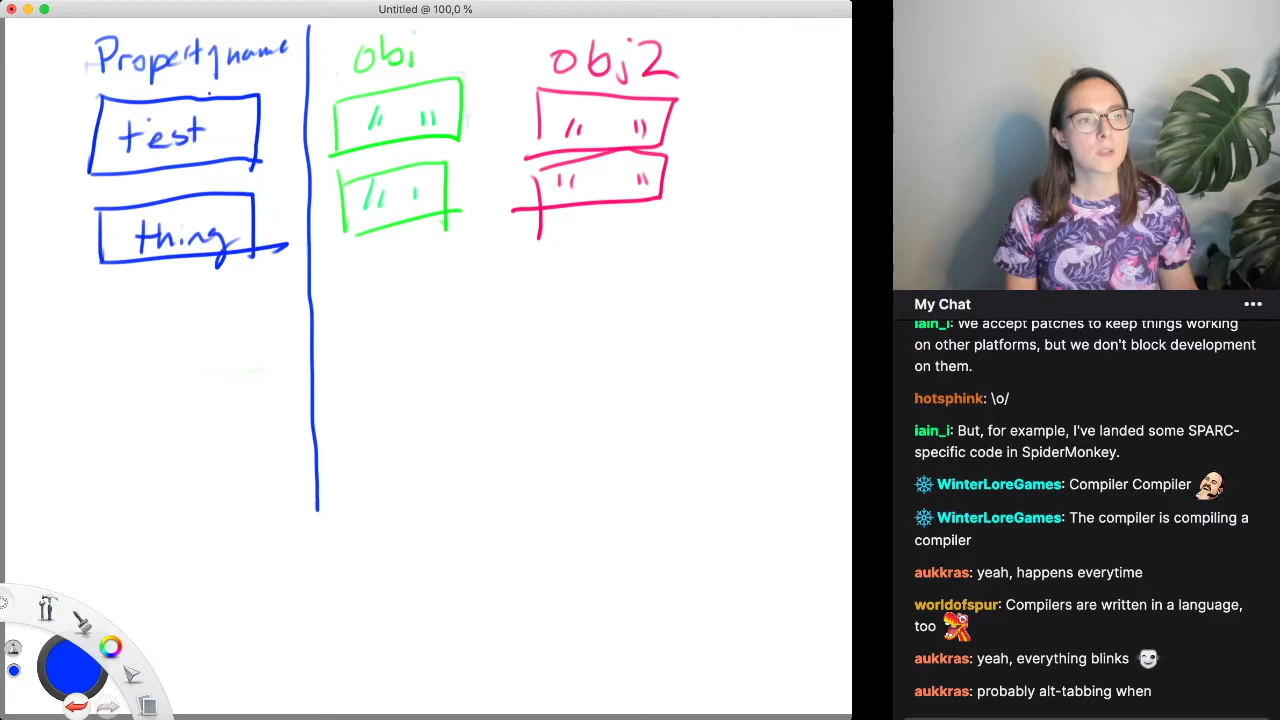 Untitled @ 100,0 %
Property name
obj
obj2
test
" "
" "
thing
" '
" "
My Chat
iain_i: We accept patches to keep things working
on other platforms, but we don't block development
on them.
hotsphink: \o/
iain_i: But, for example, I've landed some SPARC-
specific code in SpiderMonkey.
WinterLoreGames: Compiler Compiler
WinterLoreGames: The compiler is compiling a
compiler
aukkras: yeah, happens everytime
worldofspur: Compilers are written in a language,
too
aukkras: yeah, everything blinks
aukkras: probably alt-tabbing when